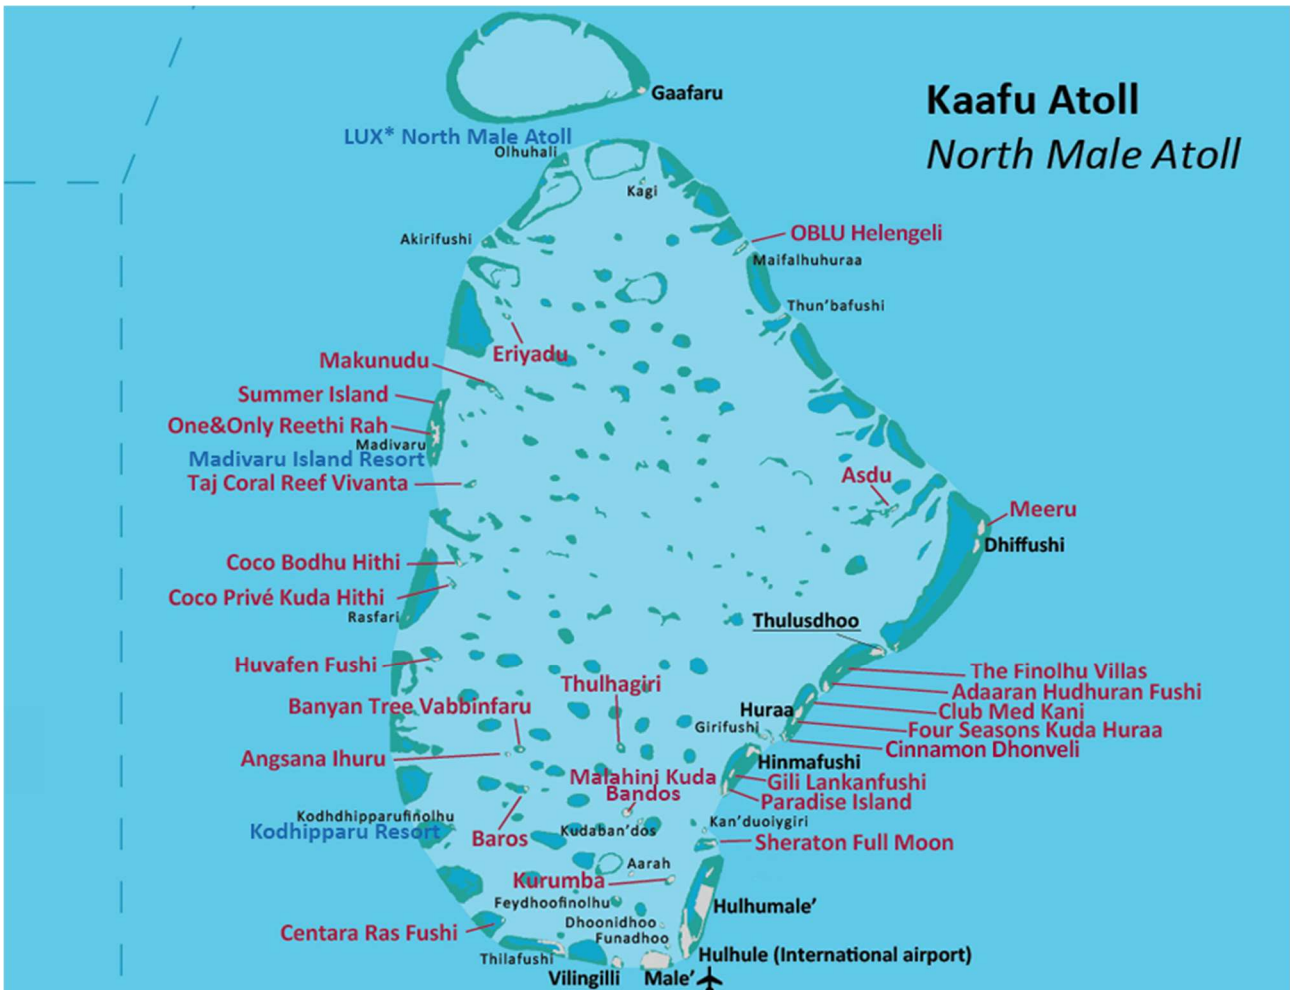 Gaafaru
Kaafu Atoll
North Male Atoll
LUX* North Male Atoll
Olhuhali
Kagi
Akirifushi
OBLU Helengeli
Maifalhuhuraa
Thun'bafushi
Eriyadu
Makunudu
Summer Island
One&Only Reethi Rah
Madivaru
Madivaru Island Resort
Taj Coral Reef Vivanta
Asdu
Meeru
Dhiffushi
Coco Bodhu Hithi
Coco Privé Kuda Hithi
Rasfari
Thulusdhoo
Huvafen Fushi
The Finolhu Villas
Thulhagiri
Adaaran Hudhuran Fushi
Banyan Tree Vabbinfaru
Huraa
Club Med Kani
Girifushi
Four Seasons Kuda Huraa
Cinnamon Dhonveli
Angsana Ihuru
Hinmafushi
Malahini Kuda
Bandos
Gili Lankanfushi
Paradise Island
Kodhdhipparufinolhu
Kodhipparu Resort
Baros
Kudaban'dos
Kan'duoiygiri
Sheraton Full Moon
Aarah
Kurumba
Feydhoofinolhu
Hulhumale'
Dhoonidhoo
Centara Ras Fushi
Funadhoo
Thilafushi
Hulhule (International airport)
Vilingilli
Male'